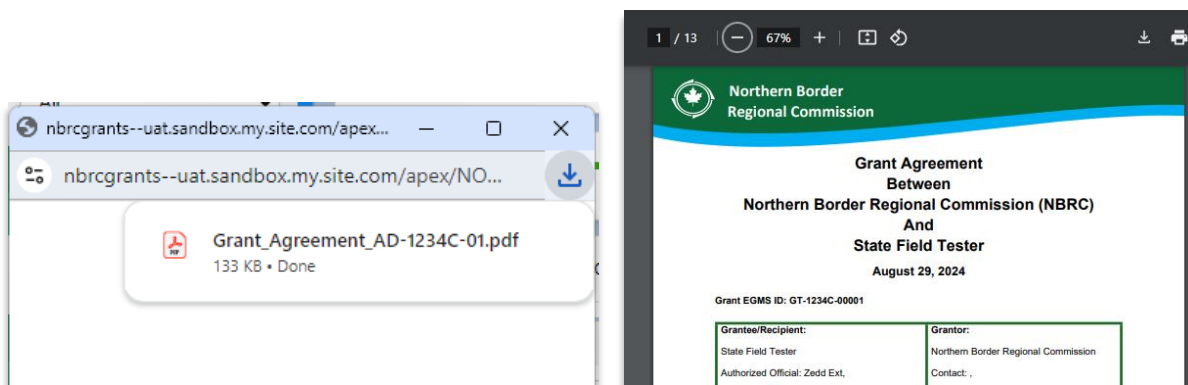 nbrcgrants--uat.sandbox.my.site.com/apex...
nbrcgrants--uat.sandbox.my.site.com/apex/NO...
Grant_Agreement_AD-1234C-01.pdf
133 KB • Done
1 / 13
67%
Northern Border
Regional Commission
Grant Agreement
Between
Northern Border Regional Commission (NBRC)
And
State Field Tester
August 29, 2024
Grant EGMS ID: GT-1234C-00001
Grantee/Recipient:
State Field Tester
Authorized Official: Zedd Ext,
Grantor:
Northern Border Regional Commission
Contact: ,